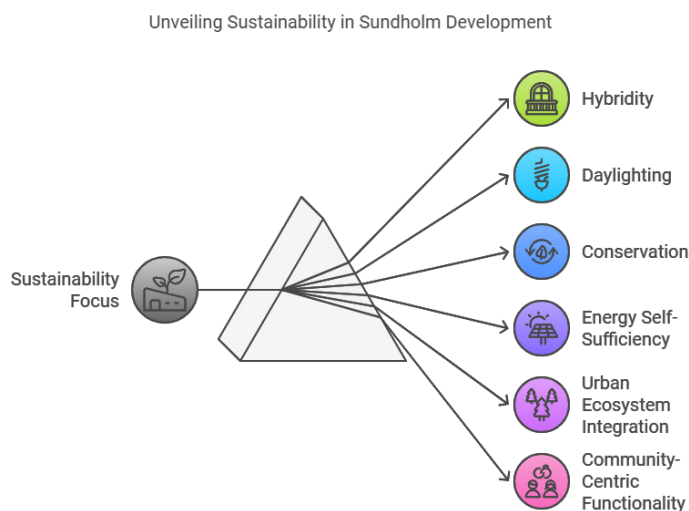 Unveiling Sustainability in Sundholm Development
Hybridity
Daylighting
Conservation
Sustainability
Focus
Energy Self-
Sufficiency
Urban
Ecosystem
Integration
Community-
Centric
Functionality